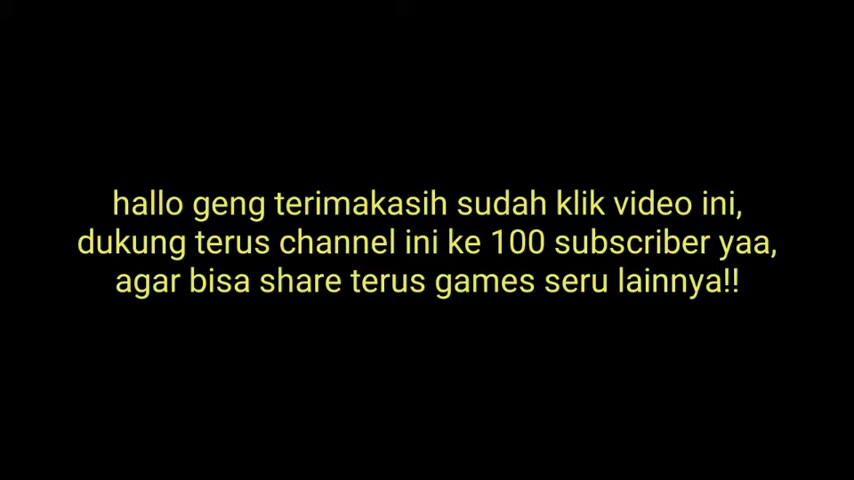 hallo geng terimakasih sudah klik video ini,
dukung terus channel ini ke 100 subscriber yaa,
agar bisa share terus games seru lainnya!!